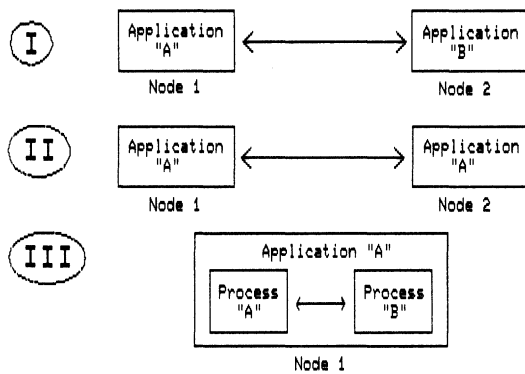 I
Application "A"
Application "B"
Node 1
Node 2
II
Application "A"
Application "A"
Node 1
Node 2
III
Application "A"
Process "A"
Process "B"
Node 1